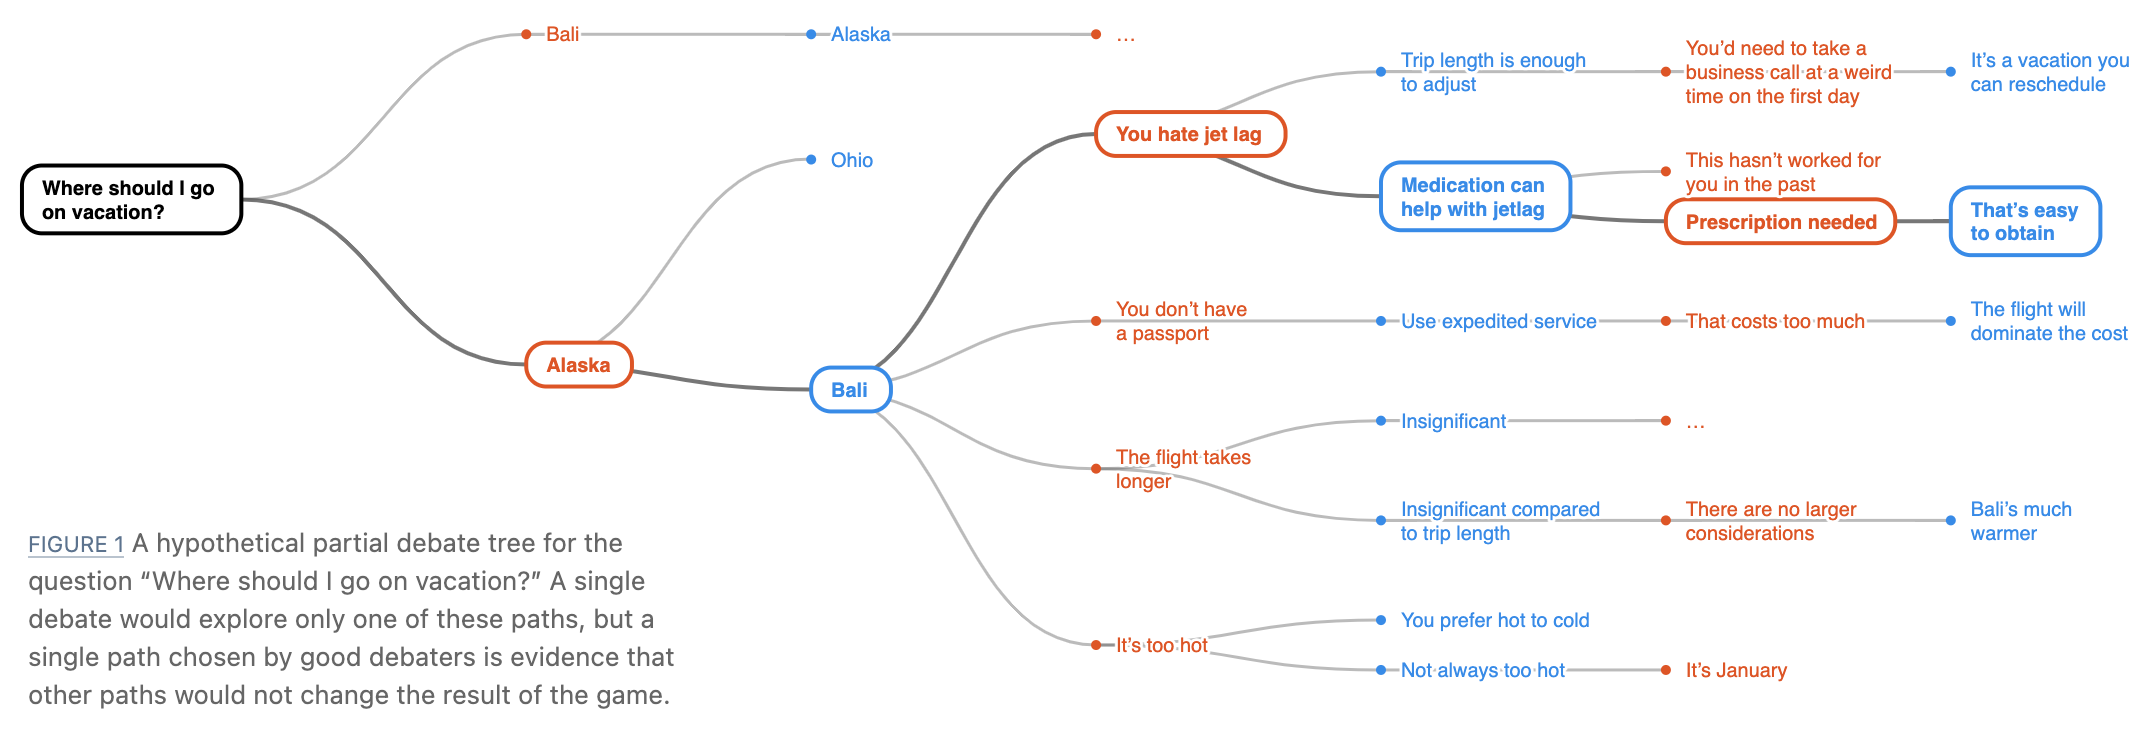 Where should I go
on vacation?
Bali
Alaska
...
Ohio
Alaska
Bali
You hate jet lag
Trip length is enough
to adjust
You'd need to take a
business call at a weird
time on the first day
It's a vacation you
can reschedule
Medication can
help with jetlag
This hasn't worked for
you in the past
Prescription needed
That's easy
to obtain
You don't have
a passport
Use expedited service
That costs too much
The flight will
dominate the cost
The flight takes
longer
Insignificant
...
Insignificant compared
to trip length
There are no larger
considerations
Bali's much
warmer
It's too hot
You prefer hot to cold
Not always too hot
It's January
FIGURE 1 A hypothetical partial debate tree for the
question “Where should I go on vacation?” A single
debate would explore only one of these paths, but a
single path chosen by good debaters is evidence that
other paths would not change the result of the game.